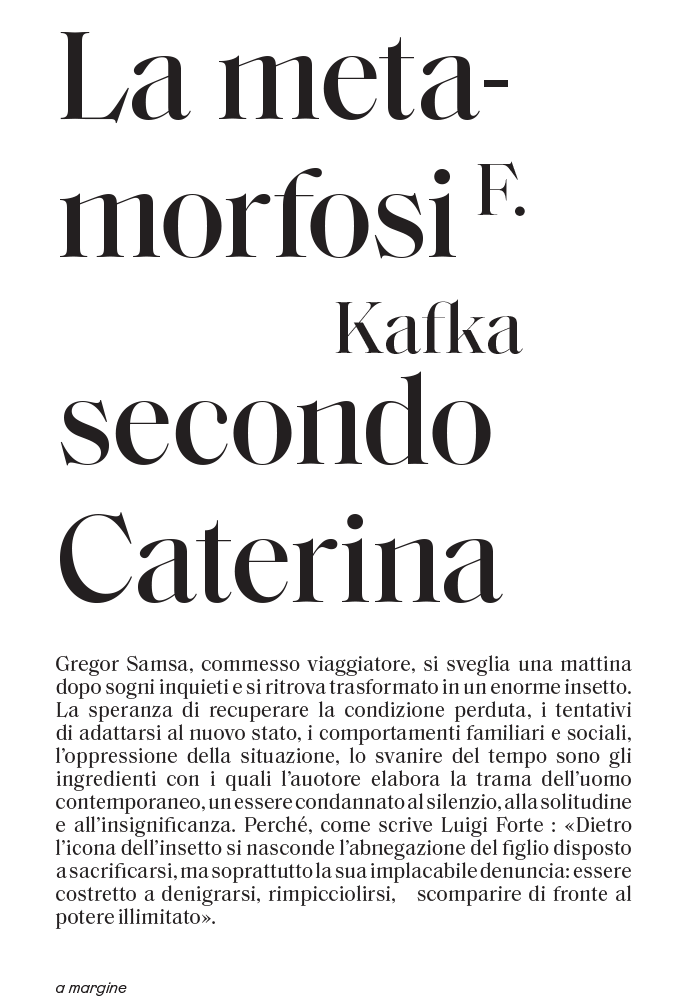 La meta-
morfosi F.
Kafka
secondo
Caterina
Gregor Samsa, commesso viaggiatore, si sveglia una mattina
dopo sogni inquieti e si ritrova trasformato in un enorme insetto.
La speranza di recuperare la condizione perduta, i tentativi
di adattarsi al nuovo stato, i comportamenti familiari e sociali,
l’oppressione della situazione, lo svanire del tempo sono gli
ingredienti con i quali l’auotore elabora la trama dell’uomo
contemporaneo, un essere condannato al silenzio, alla solitudine
e all’insignificanza. Perché, come scrive Luigi Forte : «Dietro
l’icona dell’insetto si nasconde l’abnegazione del figlio disposto
a sacrificarsi, ma soprattutto la sua implacabile denuncia: essere
costretto a denigrarsi, rimpicciolirsi, scomparire di fronte al
potere illimitato».
a margine